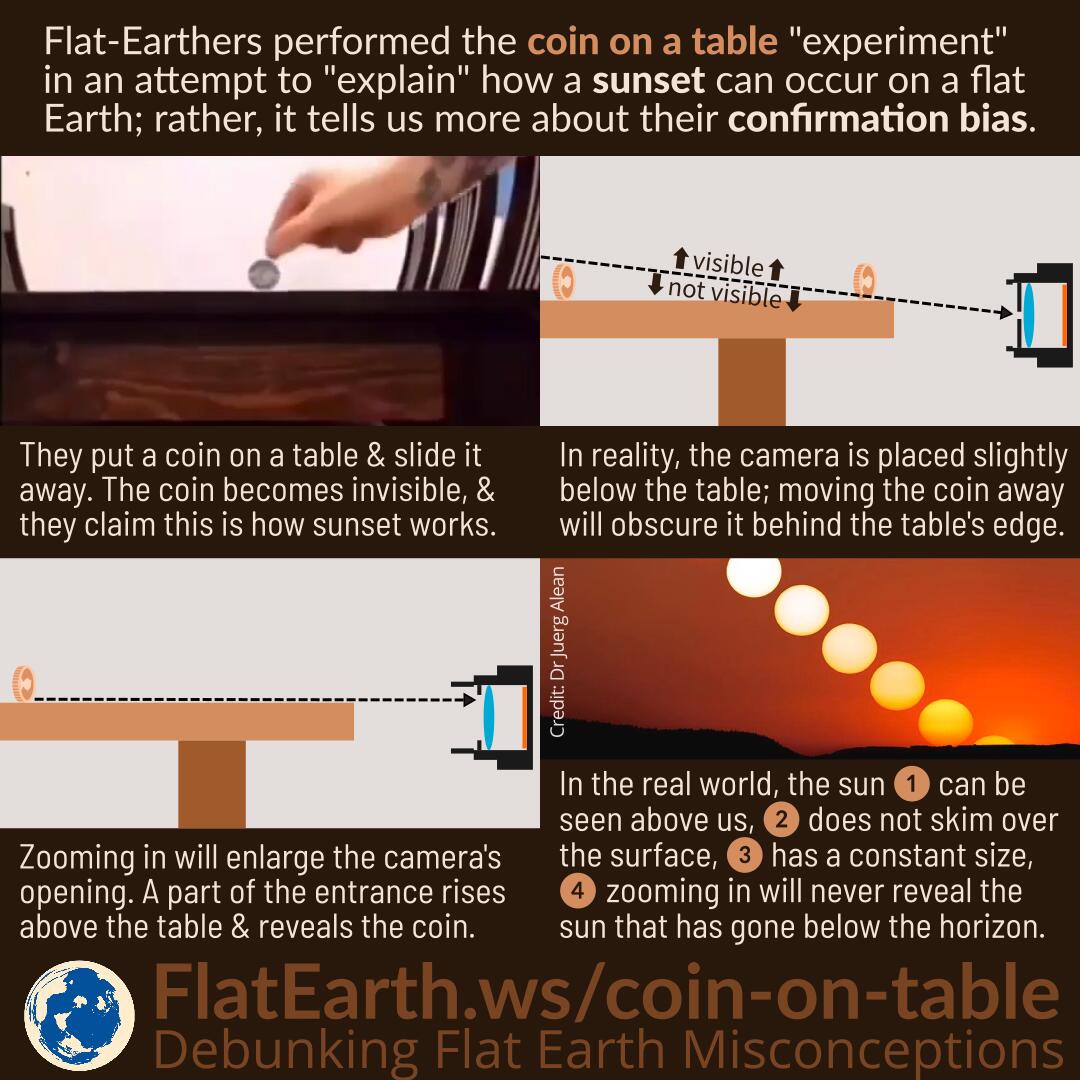 Flat-Earthers performed the coin on a table "experiment"
in an attempt to "explain" how a sunset can occur on a flat
Earth; rather, it tells us more about their confirmation bias.
visible
not visible
They put a coin on a table & slide it
away. The coin becomes invisible, &
they claim this is how sunset works.
In reality, the camera is placed slightly
below the table; moving the coin away
will obscure it behind the table's edge.
Credit: Dr Juerg Alean
Zooming in will enlarge the camera's
opening. A part of the entrance rises
above the table & reveals the coin.
In the real world, the sun 1 can be
seen above us, 2 does not skim over
the surface, 3 has a constant size,
4 zooming in will never reveal the
sun that has gone below the horizon.
FlatEarth.ws/coin-on-table
Debunking Flat Earth Misconceptions